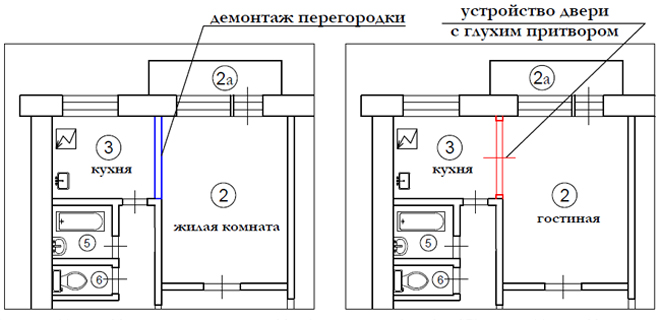 демонтаж перегородки
устройство двери
с глухим притвором
2а
3
кухня
2
жилая комната
5
6
2а
3
кухня
2
гостиная
5
6